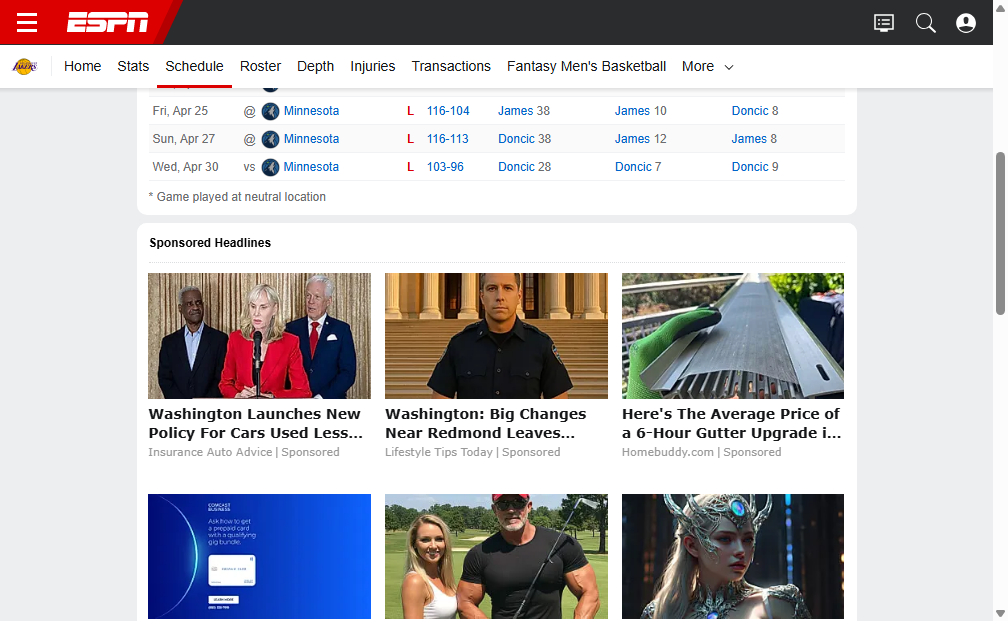 ESPN
LAKERS
Home Stats Schedule Roster Depth Injuries Transactions Fantasy Men's Basketball More
Fri, Apr 25 @ Minnesota L 116-104 James 38 James 10 Doncic 8
Sun, Apr 27 @ Minnesota L 116-113 Doncic 38 James 12 James 8
Wed, Apr 30 vs Minnesota L 103-96 Doncic 28 Doncic 7 Doncic 9
* Game played at neutral location
Sponsored Headlines
Washington Launches New
Policy For Cars Used Less...
Insurance Auto Advice | Sponsored
Washington: Big Changes
Near Redmond Leaves...
Lifestyle Tips Today | Sponsored
Here's The Average Price of
a 6-Hour Gutter Upgrade i...
Homebuddy.com | Sponsored
COMCAST
BUSINESS
Ask how to get
a prepaid card
with a qualifying
gig bundle.
LEARN MORE